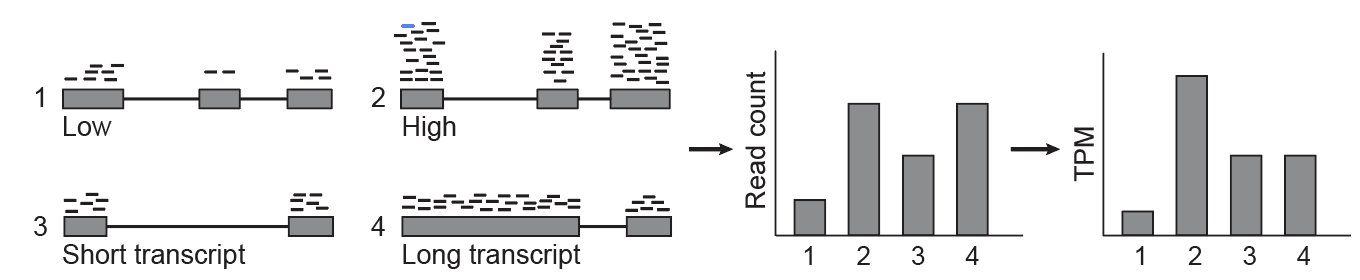 1
Low
2
High
3
Short transcript
4
Long transcript
Read count
1 2 3 4
TPM
1 2 3 4